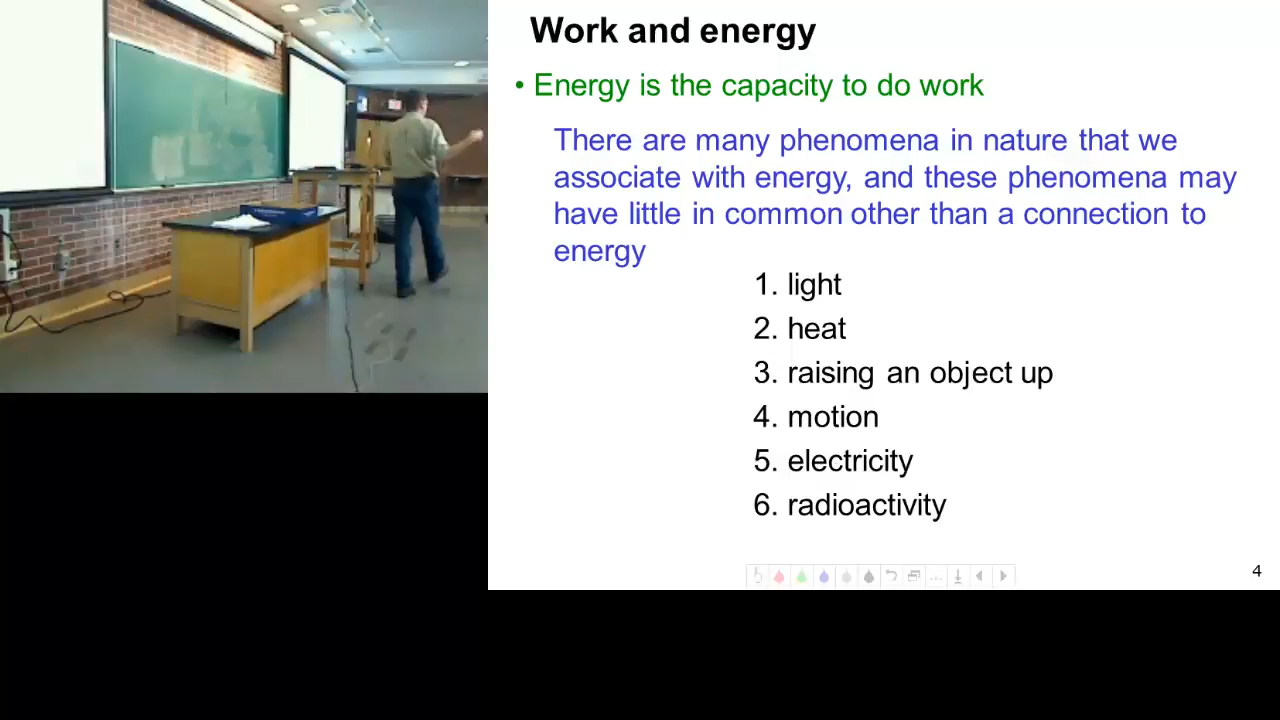 Work and energy
• Energy is the capacity to do work
There are many phenomena in nature that we
associate with energy, and these phenomena may
have little in common other than a connection to
energy
1. light
2. heat
3. raising an object up
4. motion
5. electricity
6. radioactivity
4